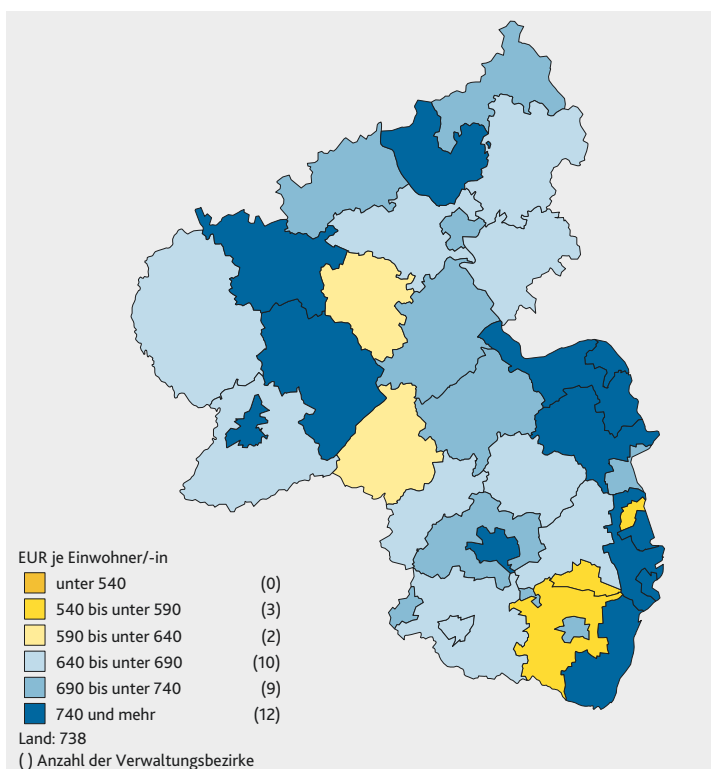 EUR je Einwohner/-in
unter 540 (0)
540 bis unter 590 (3)
590 bis unter 640 (2)
640 bis unter 690 (10)
690 bis unter 740 (9)
740 und mehr (12)
Land: 738
( ) Anzahl der Verwaltungsbezirke